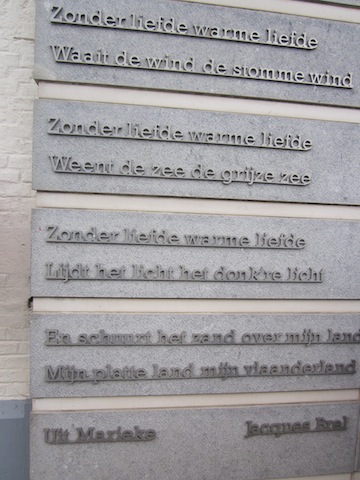 Zonder liefde warme liefde
Waait de wind de stomme wind
Zonder liefde warme liefde
Weent de zee de grijze zee
Zonder liefde warme liefde
Lijdt het licht het donk're licht
En schuurt het zand over mijn land
Mijn platte land mijn vlaanderland
Uit Marieke Jacques Brel